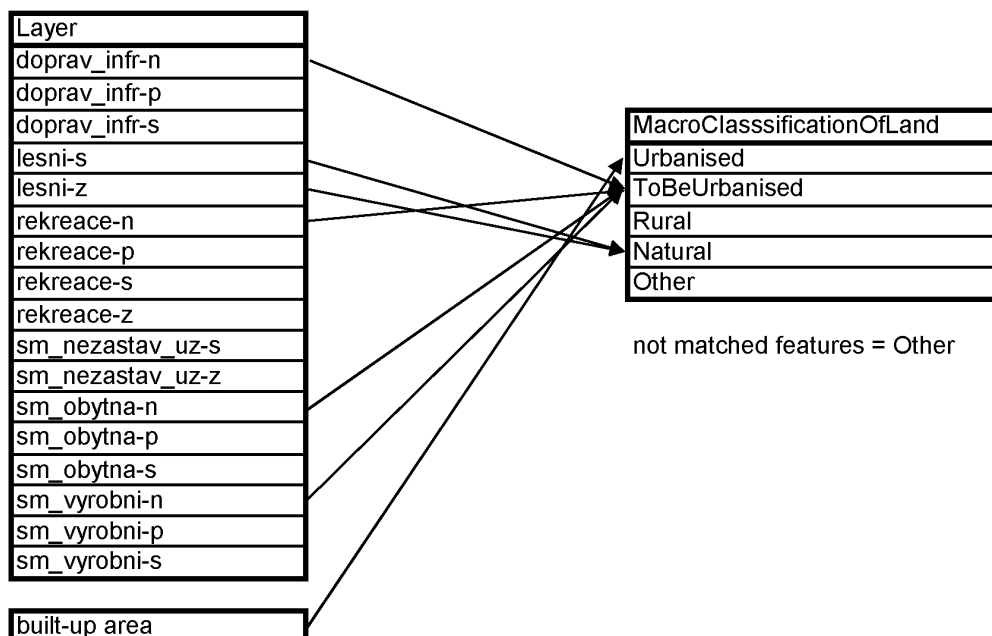 Layer
doprav_infr-n
doprav_infr-p
doprav_infr-s
lesni-s
lesni-z
rekreace-n
rekreace-p
rekreace-s
rekreace-z
sm_nezastav_uz-s
sm_nezastav_uz-z
sm_obytna-n
sm_obytna-p
sm_obytna-s
sm_vyrobni-n
sm_vyrobni-p
sm_vyrobni-s
built-up area
MacroClasssificationOfLand
Urbanised
ToBeUrbanised
Rural
Natural
Other
not matched features = Other